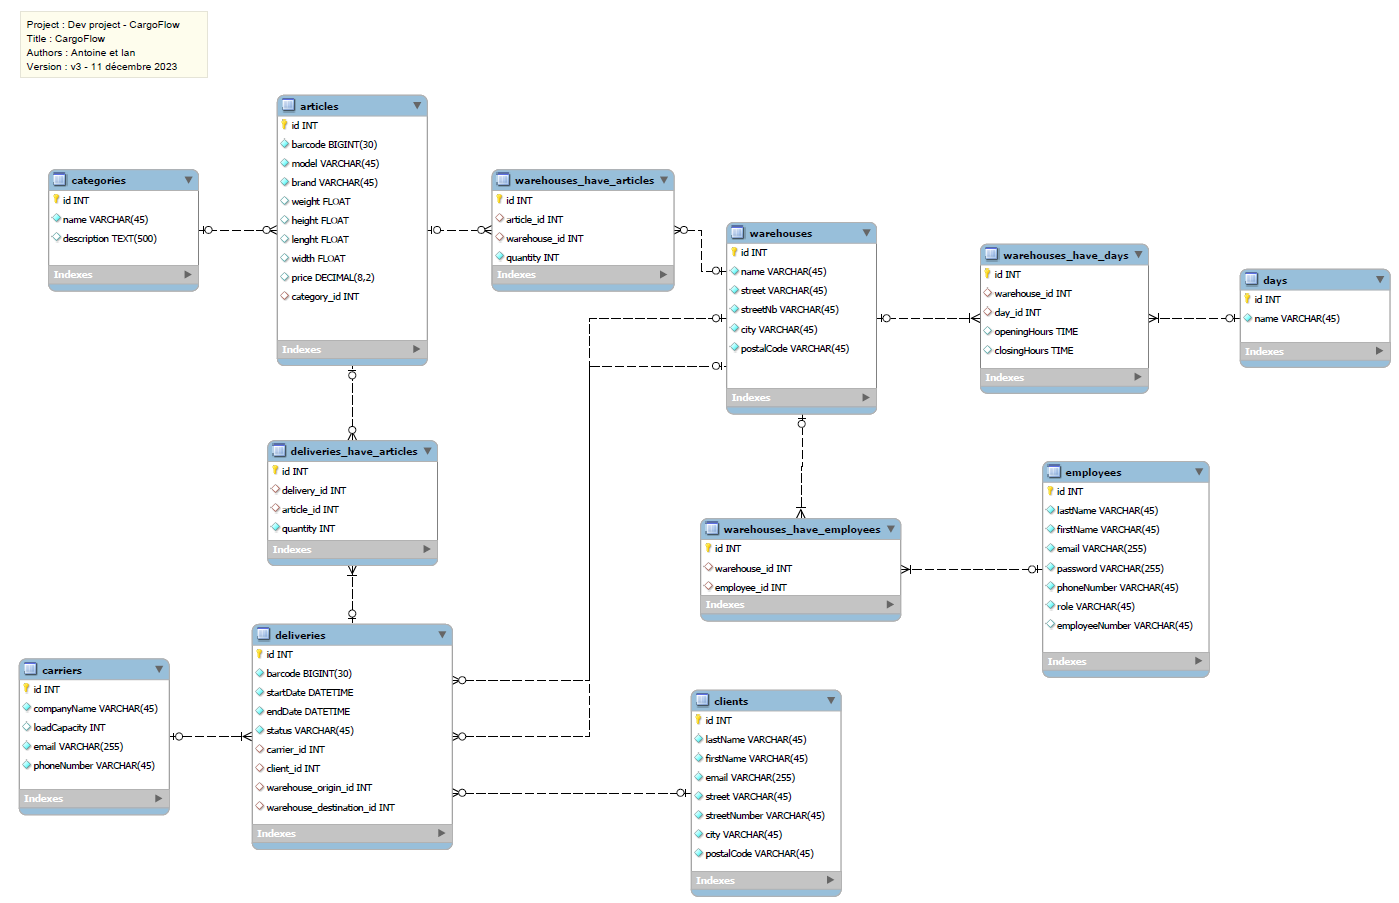 Project : Dev project - CargoFlow
Title : CargoFlow
Authors : Antoine et Ian
Version : v3 - 11 décembre 2023
articles
id INT
barcode BIGINT(30)
model VARCHAR(45)
brand VARCHAR(45)
weight FLOAT
height FLOAT
lenght FLOAT
width FLOAT
price DECIMAL(8,2)
category_id INT
Indexes
categories
id INT
name VARCHAR(45)
description TEXT(500)
Indexes
warehouses_have_articles
id INT
article_id INT
warehouse_id INT
quantity INT
Indexes
warehouses
id INT
name VARCHAR(45)
street VARCHAR(45)
streetNb VARCHAR(45)
city VARCHAR(45)
postalCode VARCHAR(45)
Indexes
warehouses_have_days
id INT
warehouse_id INT
day_id INT
openingHours TIME
closingHours TIME
Indexes
days
id INT
name VARCHAR(45)
Indexes
deliveries_have_articles
id INT
delivery_id INT
article_id INT
quantity INT
Indexes
warehouses_have_employees
id INT
warehouse_id INT
employee_id INT
Indexes
employees
id INT
lastName VARCHAR(45)
firstName VARCHAR(45)
email VARCHAR(255)
password VARCHAR(255)
phoneNumber VARCHAR(45)
role VARCHAR(45)
employeeNumber VARCHAR(45)
Indexes
carriers
id INT
companyName VARCHAR(45)
loadCapacity INT
email VARCHAR(255)
phoneNumber VARCHAR(45)
Indexes
deliveries
id INT
barcode BIGINT(30)
startDate DATETIME
endDate DATETIME
status VARCHAR(45)
carrier_id INT
client_id INT
warehouse_origin_id INT
warehouse_destination_id INT
Indexes
clients
id INT
lastName VARCHAR(45)
firstName VARCHAR(45)
email VARCHAR(255)
street VARCHAR(45)
streetNumber VARCHAR(45)
city VARCHAR(45)
postalCode VARCHAR(45)
Indexes